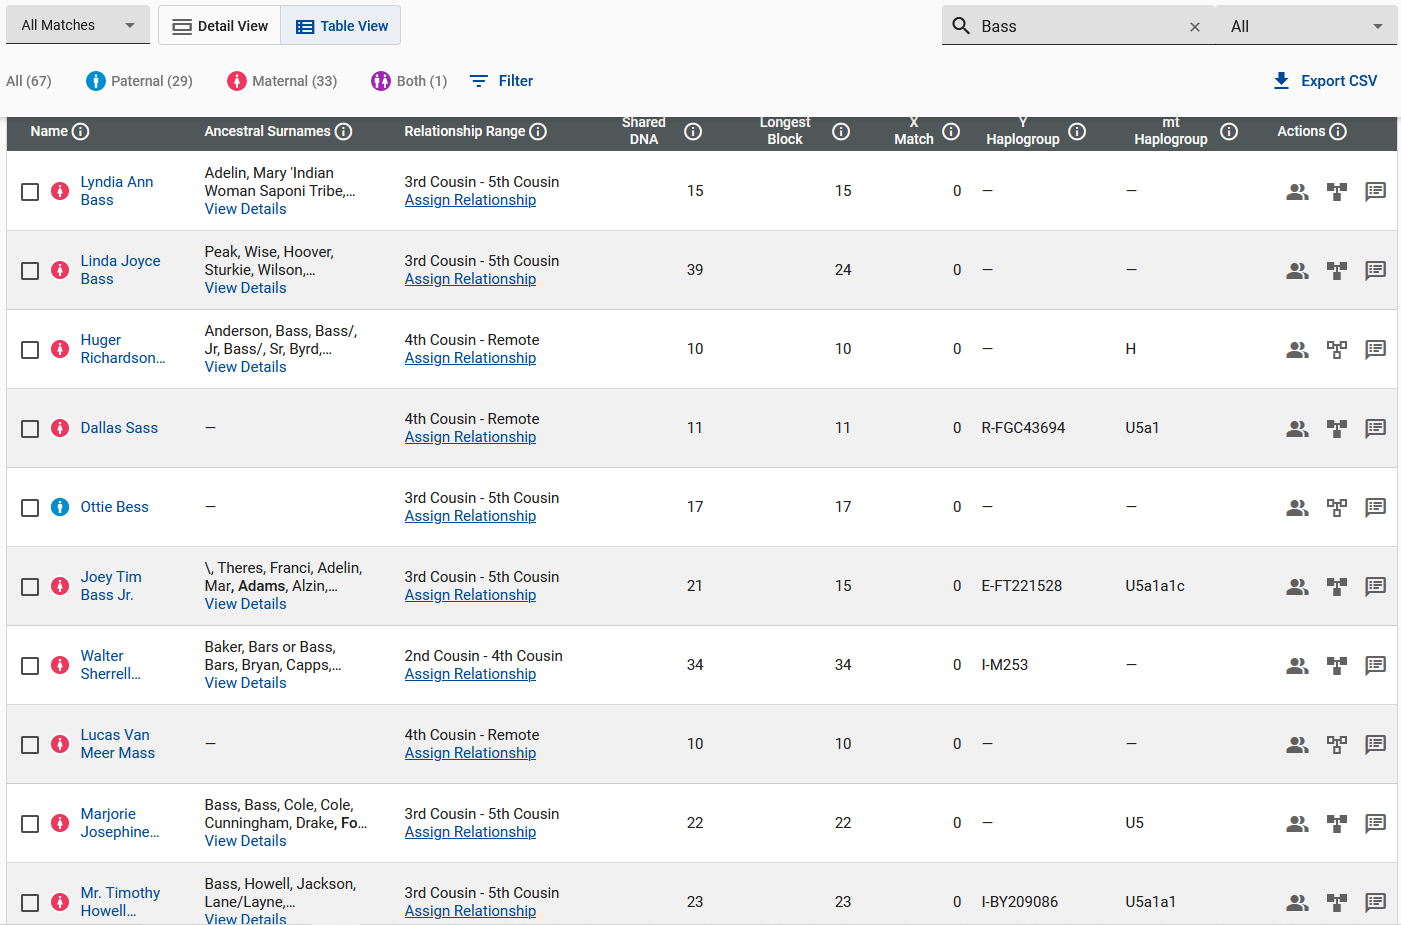 All Matches Detail View Table View Bass All
All (67) Paternal (29) Maternal (33) Both (1) Filter Export CSV
Name Ancestral Surnames Relationship Range Shared DNA Longest Block X Match Y Haplogroup mt Haplogroup Actions
Lyndia Ann
Bass
Adelin, Mary 'Indian
Woman Saponi Tribe,...
View Details
3rd Cousin - 5th Cousin
Assign Relationship
15 15 0 — —
Linda Joyce
Bass
Peak, Wise, Hoover,
Sturkie, Wilson,...
View Details
3rd Cousin - 5th Cousin
Assign Relationship
39 24 0 — —
Huger
Richardson...
Anderson, Bass, Bass/,
Jr, Bass/, Sr, Byrd,...
View Details
4th Cousin - Remote
Assign Relationship
10 10 0 — H
Dallas Sass
—
4th Cousin - Remote
Assign Relationship
11 11 0 R-FGC43694 U5a1
Ottie Bess
—
3rd Cousin - 5th Cousin
Assign Relationship
17 17 0 — —
Joey Tim
Bass Jr.
\, Theres, Franci, Adelin,
Mar, Adams, Alzin,...
View Details
3rd Cousin - 5th Cousin
Assign Relationship
21 15 0 E-FT221528 U5a1a1c
Walter
Sherrell...
Baker, Bars or Bass,
Bars, Bryan, Capps,...
View Details
2nd Cousin - 4th Cousin
Assign Relationship
34 34 0 I-M253 —
Lucas Van
Meer Mass
—
4th Cousin - Remote
Assign Relationship
10 10 0 — —
Marjorie
Josephine...
Bass, Bass, Cole, Cole,
Cunningham, Drake, Fo...
View Details
3rd Cousin - 5th Cousin
Assign Relationship
22 22 0 — U5
Mr. Timothy
Howell...
Bass, Howell, Jackson,
Lane/Layne,...
View Details
3rd Cousin - 5th Cousin
Assign Relationship
23 23 0 I-BY209086 U5a1a1